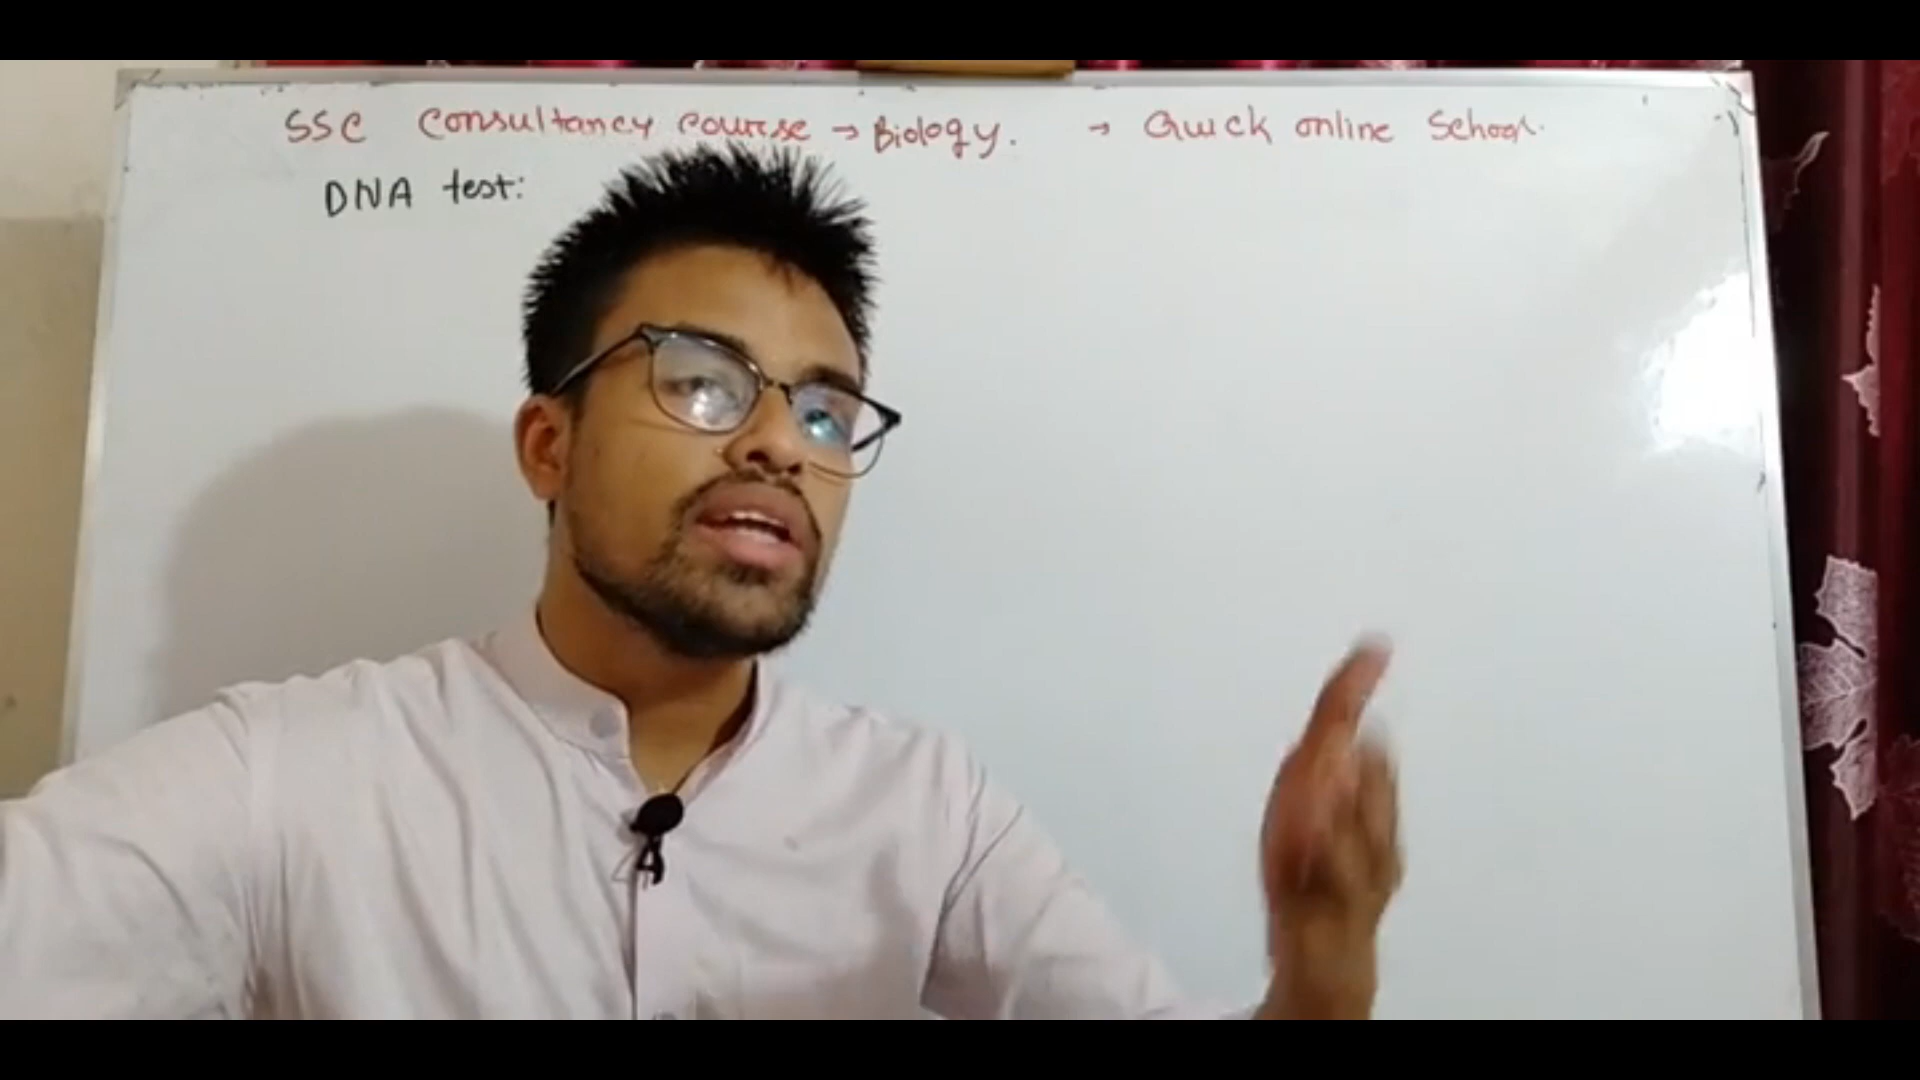 SSC Consultancy course → Biology. → Quick online School.
DNA test: